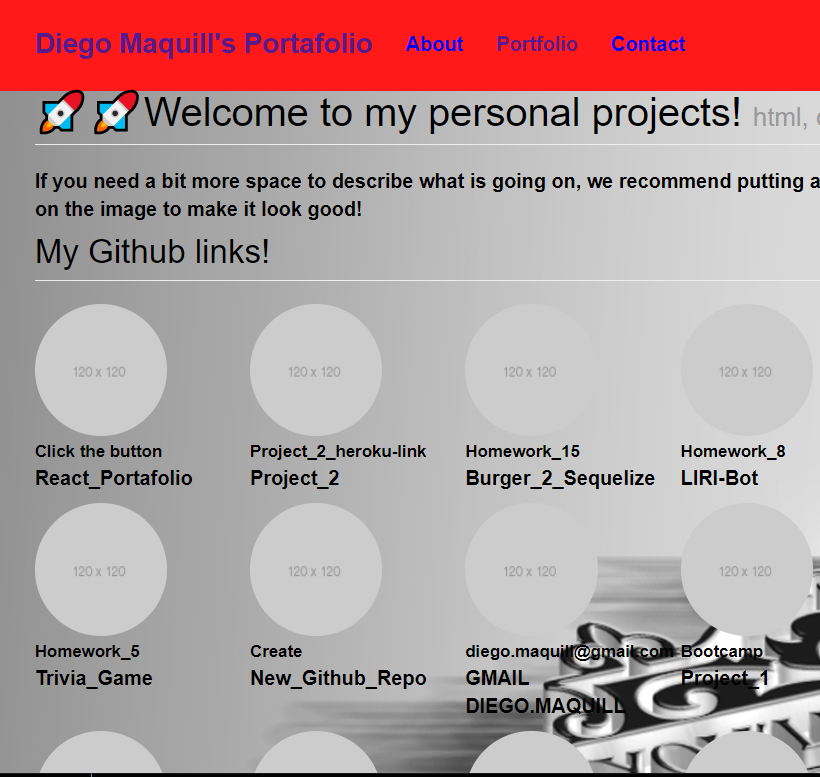 Diego Maquill's Portafolio About Portfolio Contact
🚀 🚀 Welcome to my personal projects! html,
If you need a bit more space to describe what is going on, we recommend putting a
on the image to make it look good!
My Github links!
120 x 120 120 x 120 120 x 120 120 x 120
Click the button Project_2_heroku-link Homework_15 Homework_8
React_Portafolio Project_2 Burger_2_Sequelize LIRI-Bot
120 x 120 120 x 120 120 x 120 120 x 120
Homework_5 Create diego.maquill@gmail.com Bootcamp
Trivia_Game New_Github_Repo GMAIL Project_1
DIEGO.MAQUILL